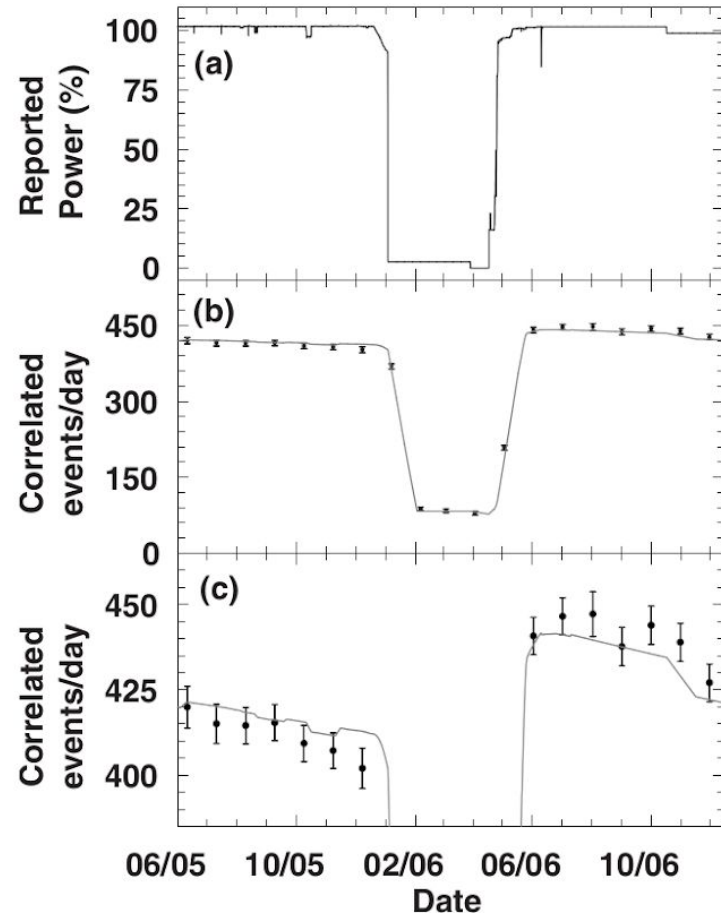 (a)
Reported
Power (%)
100
75
50
25
0
(b)
Correlated
events/day
450
300
150
0
(c)
Correlated
events/day
450
425
400
06/05 10/05 02/06 06/06 10/06
Date